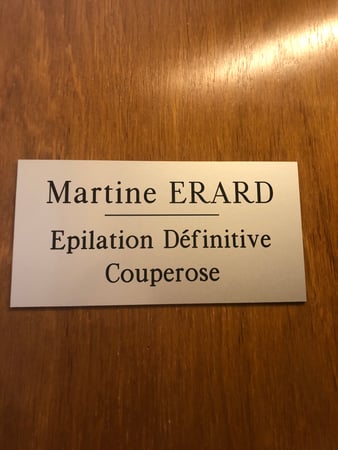 Martine ERARD
Epilation Définitive
Couperose